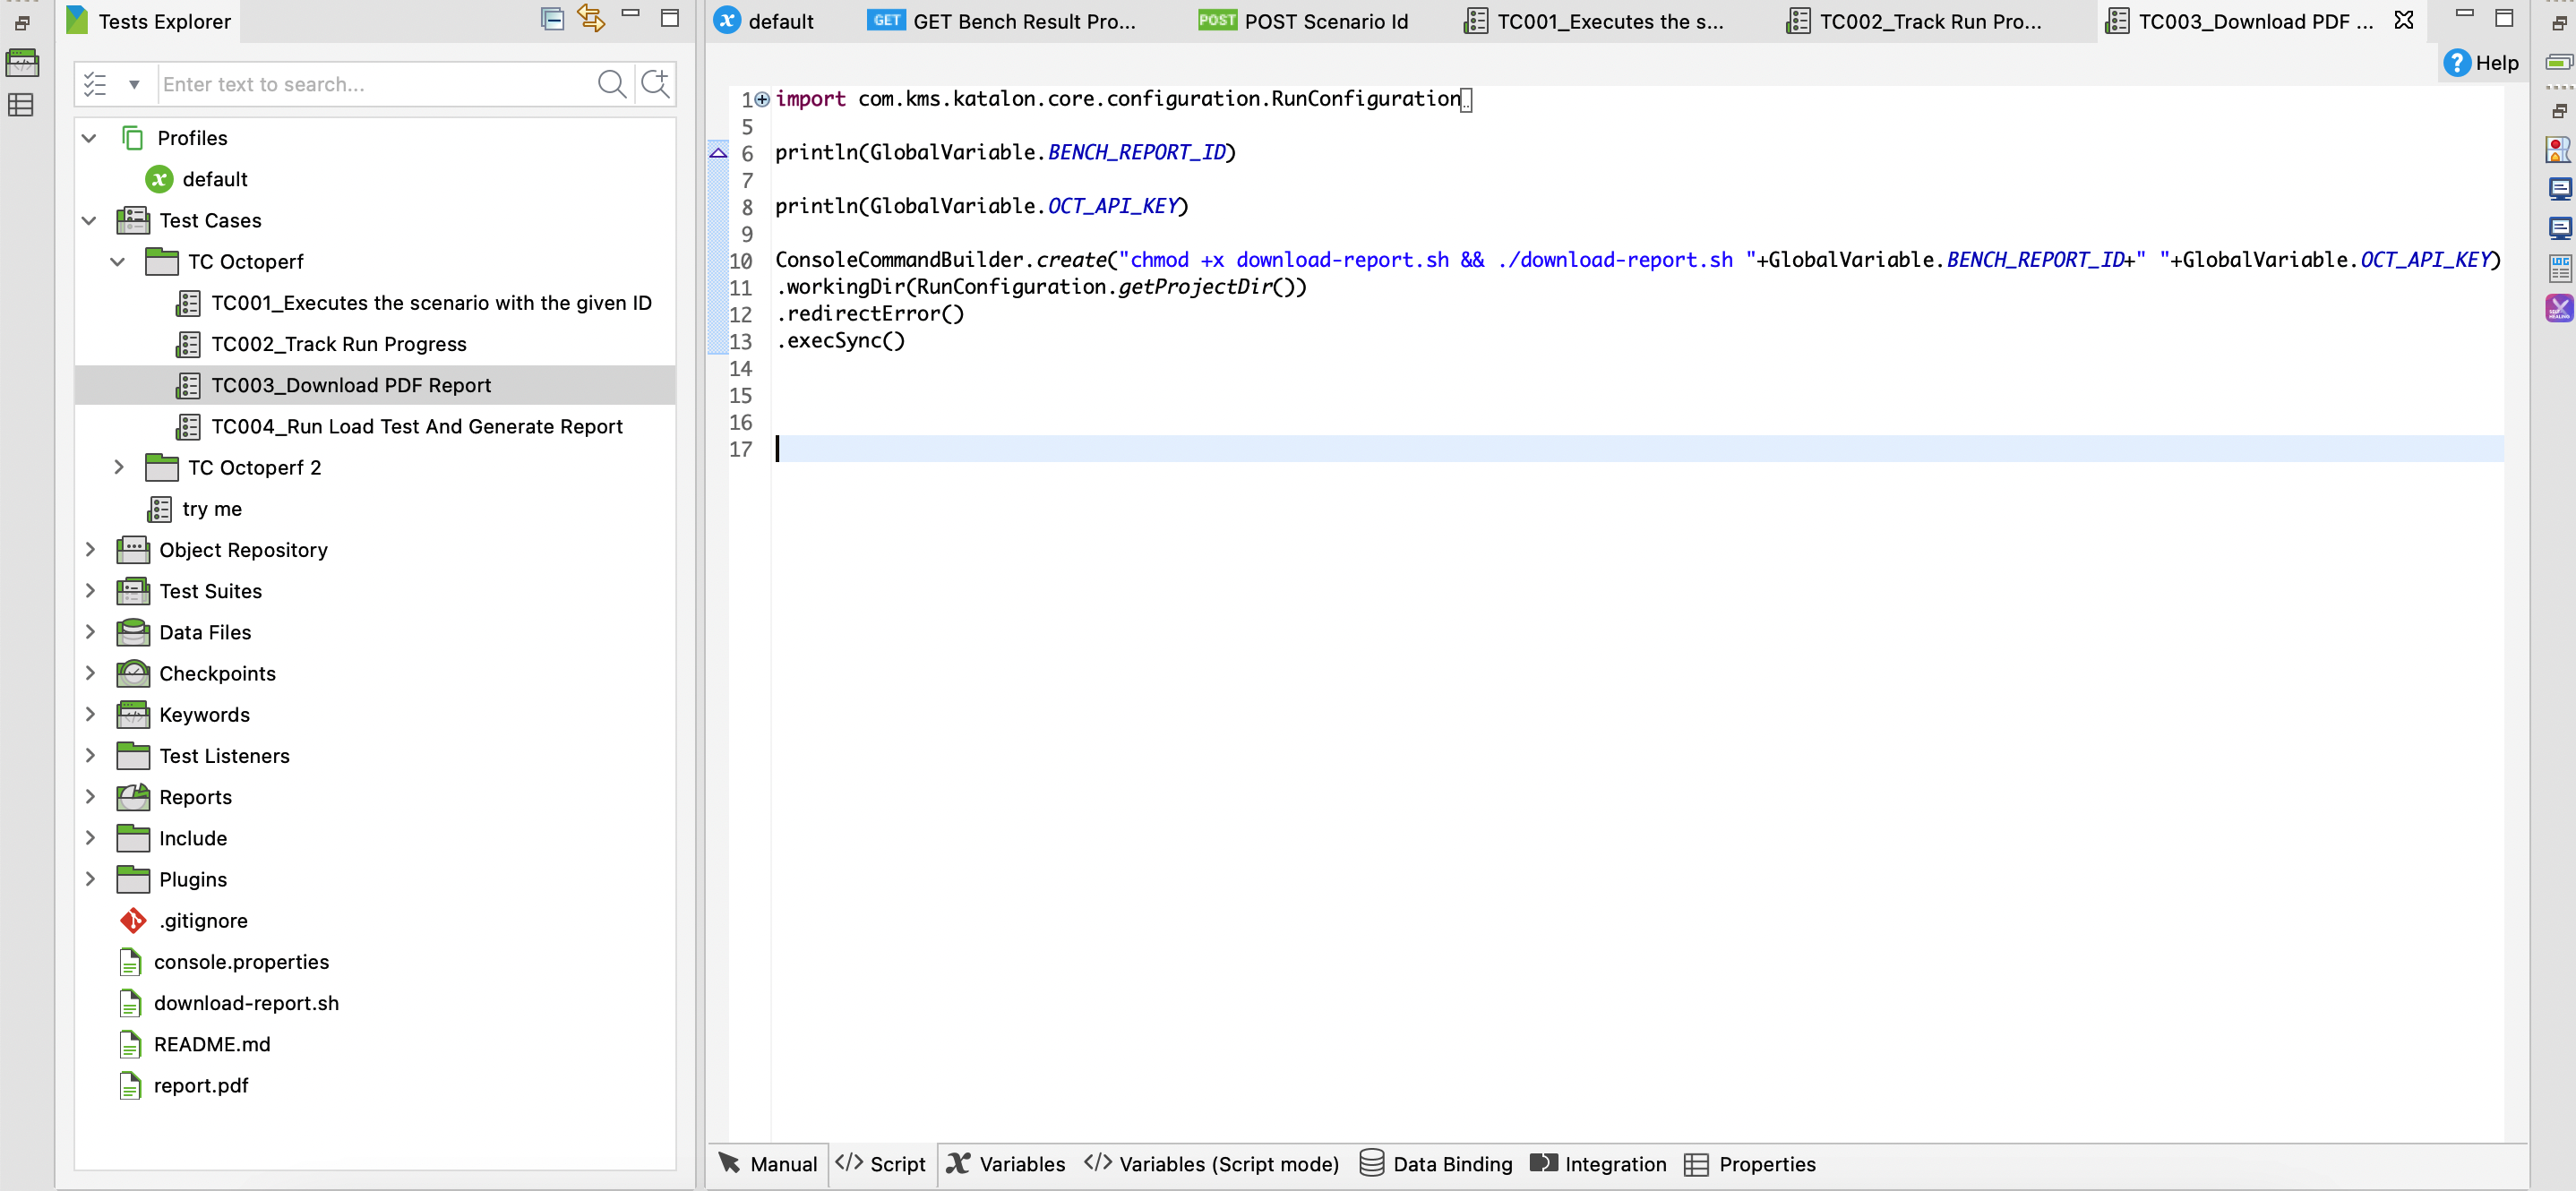 Tests Explorer
Enter text to search...
Profiles
default
Test Cases
TC Octoperf
TC001_Executes the scenario with the given ID
TC002_Track Run Progress
TC003_Download PDF Report
TC004_Run Load Test And Generate Report
TC Octoperf 2
try me
Object Repository
Test Suites
Data Files
Checkpoints
Keywords
Test Listeners
Reports
Include
Plugins
.gitignore
console.properties
download-report.sh
README.md
report.pdf
default
GET GET Bench Result Pro...
POST POST Scenario Id
TC001_Executes the s...
TC002_Track Run Pro...
TC003_Download PDF ...
Help
1 import com.kms.katalon.core.configuration.RunConfiguration
5
6 println(GlobalVariable.BENCH_REPORT_ID)
7
8 println(GlobalVariable.OCT_API_KEY)
9
10 ConsoleCommandBuilder.create("chmod +x download-report.sh && ./download-report.sh "+GlobalVariable.BENCH_REPORT_ID+" "+GlobalVariable.OCT_API_KEY)
11 .workingDir(RunConfiguration.getProjectDir())
12 .redirectError()
13 .execSync()
14
15
16
17
Manual
Script
Variables
Variables (Script mode)
Data Binding
Integration
Properties